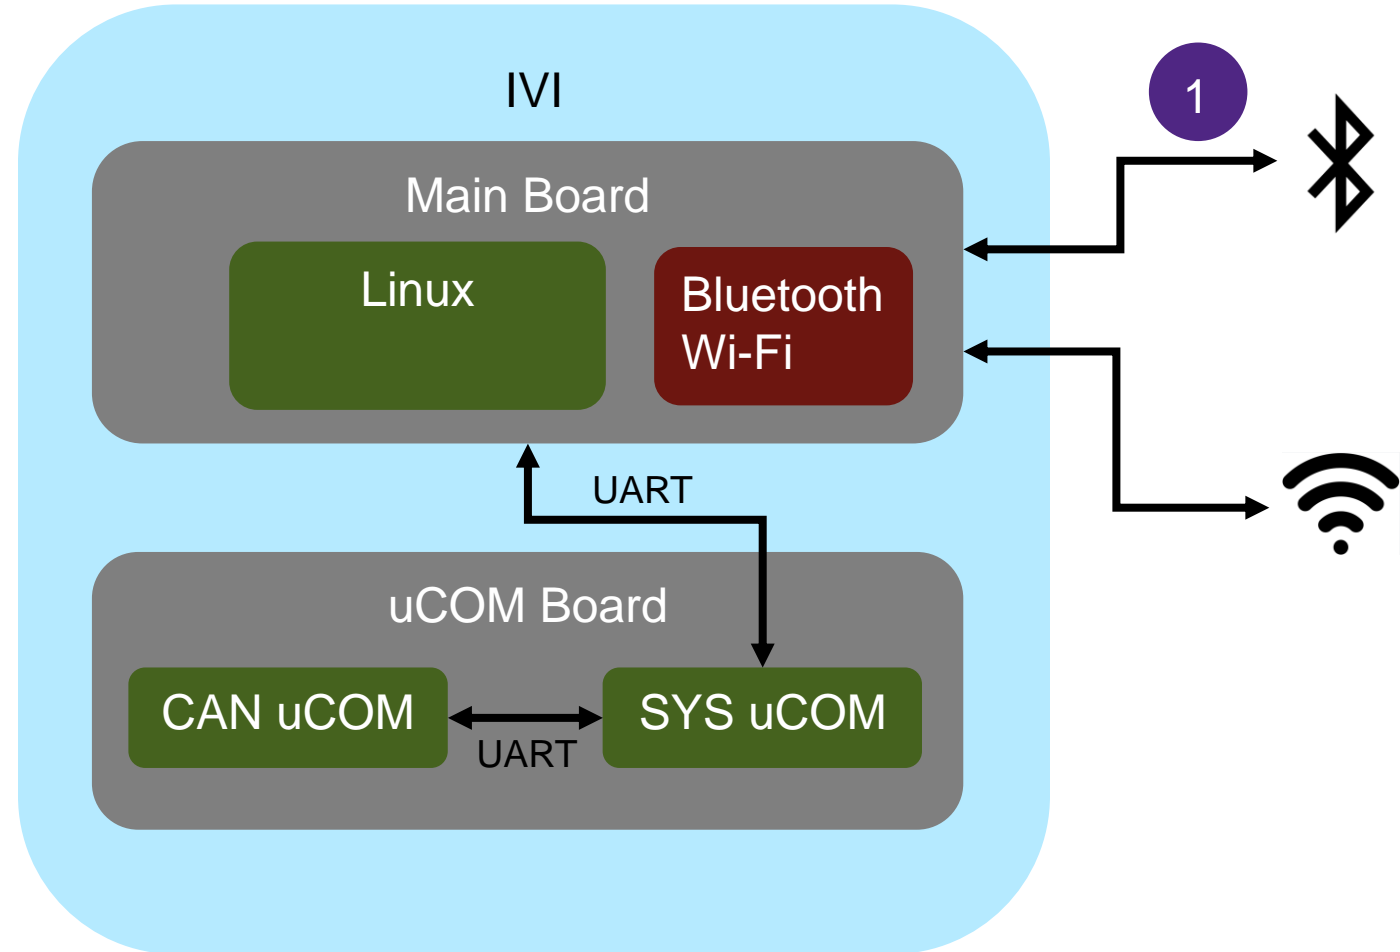 IVI
1
Main Board
Linux
Bluetooth
Wi-Fi
UART
uCOM Board
CAN uCOM
SYS uCOM
UART